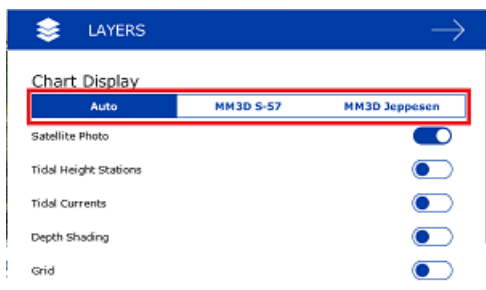 LAYERS
Chart Display
Auto MM3D S-57 MM3D Jeppesen
Satellite Photo
Tidal Height Stations
Tidal Currents
Depth Shading
Grid